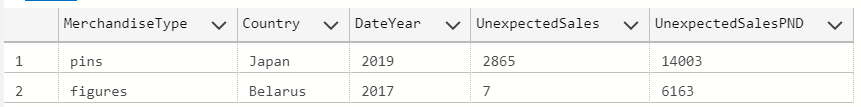 MerchandiseType Country DateYear UnexpectedSales UnexpectedSalesPND
1 pins Japan 2019 2865 14003
2 figures Belarus 2017 7 6163